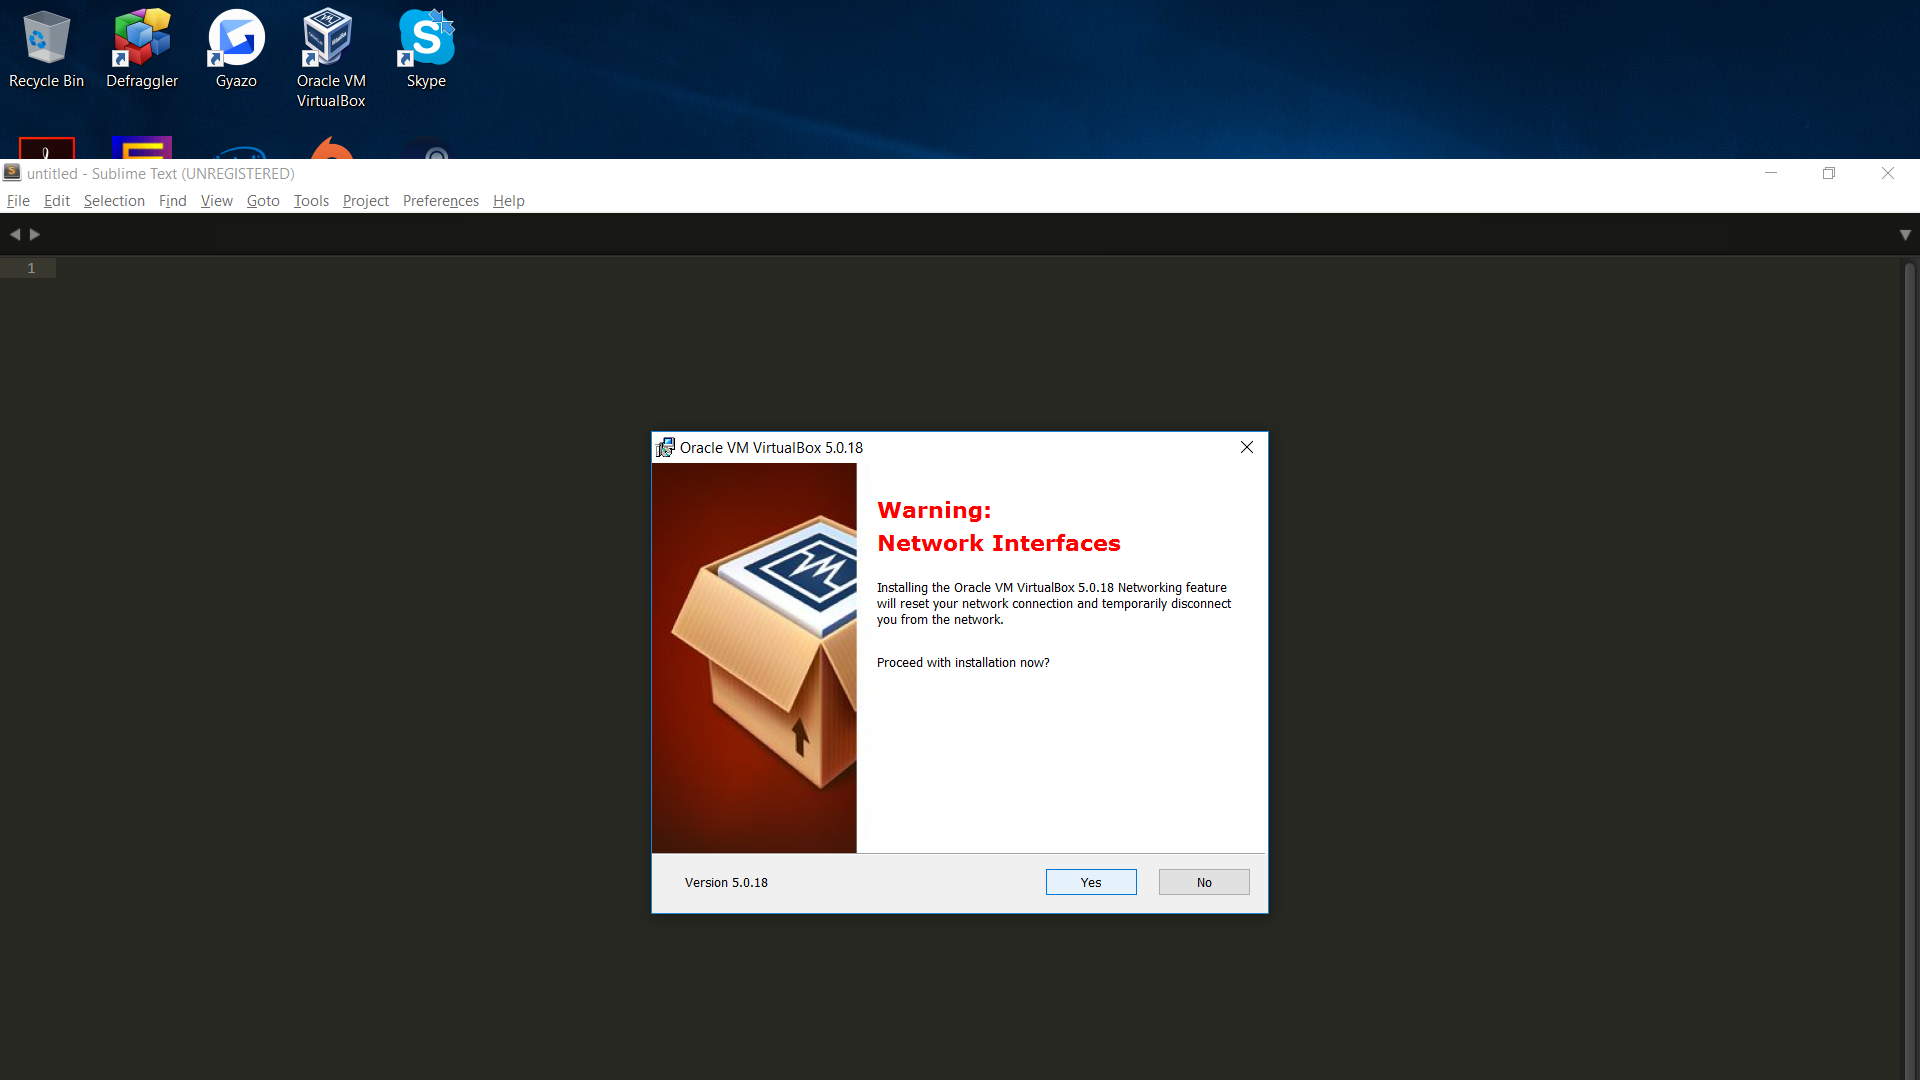 Recycle Bin
Defraggler
Gyazo
Oracle VM
VirtualBox
Skype
untitled - Sublime Text (UNREGISTERED)
File Edit Selection Find View Goto Tools Project Preferences Help
1
Oracle VM VirtualBox 5.0.18
Warning:
Network Interfaces
Installing the Oracle VM VirtualBox 5.0.18 Networking feature
will reset your network connection and temporarily disconnect
you from the network.
Proceed with installation now?
Version 5.0.18
Yes
No